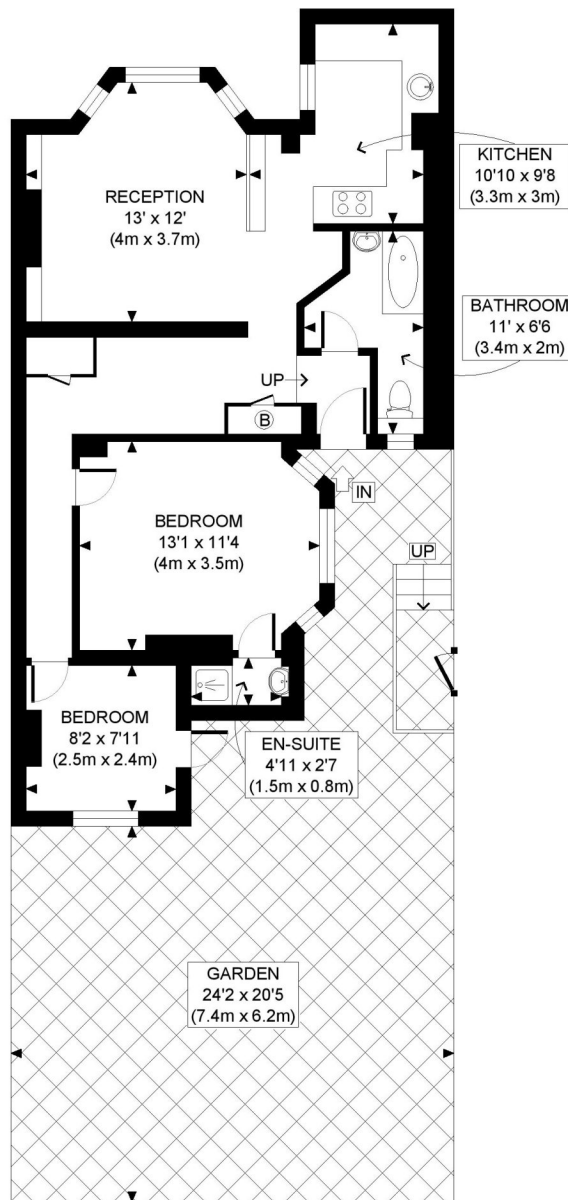 KITCHEN
10'10 x 9'8
(3.3m x 3m)
RECEPTION
13' x 12'
(4m x 3.7m)
BATHROOM
11' x 6'6
(3.4m x 2m)
UP
B
IN
BEDROOM
13'1 x 11'4
(4m x 3.5m)
UP
BEDROOM
8'2 x 7'11
(2.5m x 2.4m)
EN-SUITE
4'11 x 2'7
(1.5m x 0.8m)
GARDEN
24'2 x 20'5
(7.4m x 6.2m)